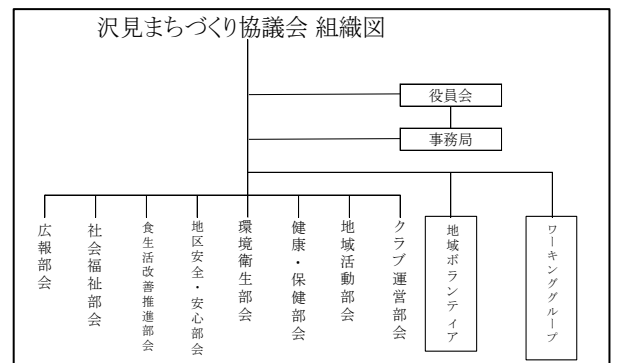 沢見まちづくり協議会 組織図
役員会
事務局
広報部会
社会福祉部会
食生活改善推進部会
地区安全・安心部会
環境衛生部会
健康・保健部会
地域活動部会
クラブ運営部会
地域ボランティア
ワーキンググループ